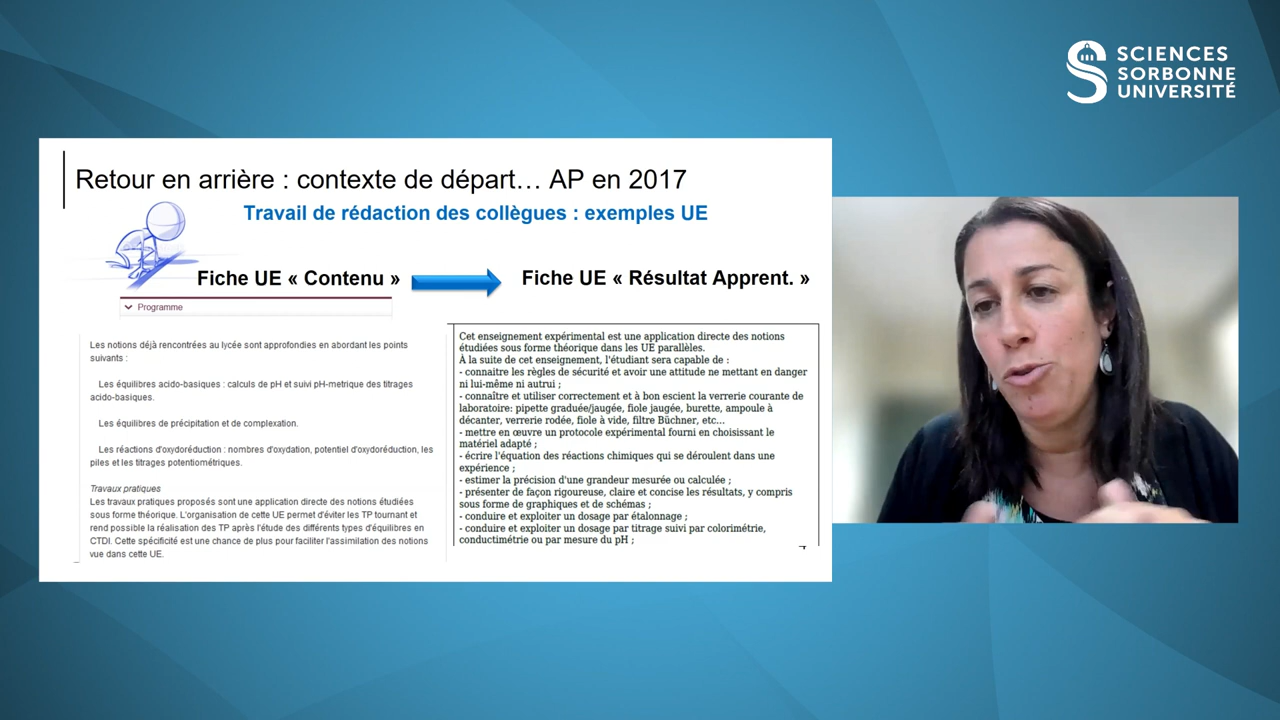 SCIENCES
SORBONNE
UNIVERSITÉ
Retour en arrière : contexte de départ… AP en 2017
Travail de rédaction des collègues : exemples UE
Fiche UE « Contenu »
Fiche UE « Résultat Apprent. »
Programme
Les notions déjà rencontrées au lycée sont approfondies en abordant les points
suivants :
Les équilibres acido-basiques : calculs de pH et suivi pH-metrique des titrages
acido-basiques.
Les équilibres de précipitation et de complexation.
Les réactions d'oxydoréduction : nombres d'oxydation, potentiel d'oxydoréduction, les
piles et les titrages potentiométriques.
Travaux pratiques
Les travaux pratiques proposés sont une application directe des notions étudiées
sous forme théorique. L'organisation de cette UE permet d'éviter les TP tournant et
rend possible la réalisation des TP après l'étude des différents types d'équilibres en
CTDI. Cette spécificité est une chance de plus pour faciliter l'assimilation des notions
vue dans cette UE.
Cet enseignement expérimental est une application directe des notions
étudiées sous forme théorique dans les UE parallèles.
À la suite de cet enseignement, l'étudiant sera capable de :
- connaitre les règles de sécurité et avoir une attitude ne mettant en danger
ni lui-même ni autrui ;
- connaître et utiliser correctement et à bon escient la verrerie courante de
laboratoire: pipette graduée/jaugée, fiole jaugée, burette, ampoule à
décanter, verrerie rodée, fiole à vide, filtre Büchner, etc...
- mettre en œuvre un protocole expérimental fourni en choisissant le
matériel adapté ;
- écrire l'équation des réactions chimiques qui se déroulent dans une
expérience ;
- estimer la précision d'une grandeur mesurée ou calculée ;
- présenter de façon rigoureuse, claire et concise les résultats, y compris
sous forme de graphiques et de schémas ;
- conduire et exploiter un dosage par étalonnage ;
- conduire et exploiter un dosage par titrage suivi par colorimétrie,
conductimétrie ou par mesure du pH ;